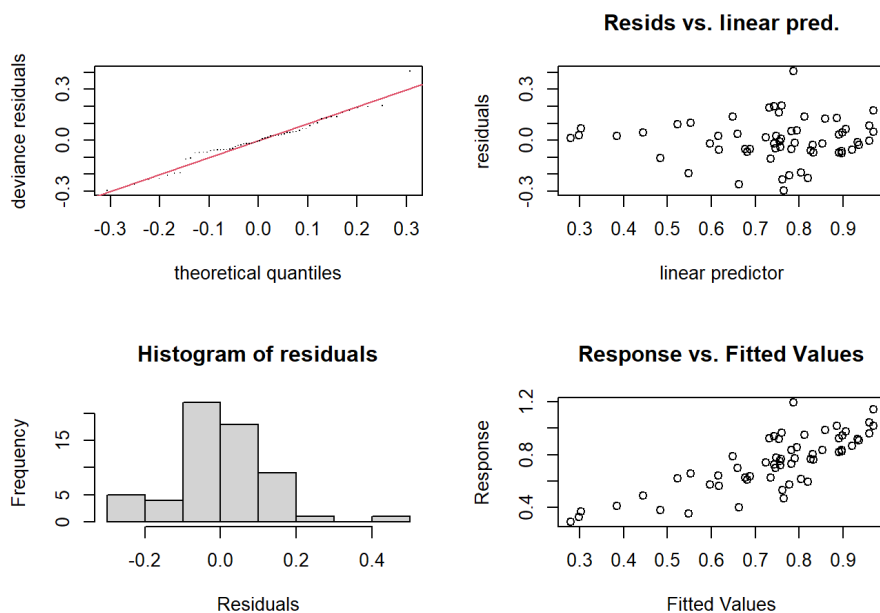 deviance residuals
-0.3 0.0 0.3
-0.3 -0.2 -0.1 0.0 0.1 0.2 0.3
theoretical quantiles
Resids vs. linear pred.
residuals
-0.3 0.0 0.3
0.3 0.4 0.5 0.6 0.7 0.8 0.9
linear predictor
Histogram of residuals
Frequency
0 5 15
-0.2 0.0 0.2 0.4
Residuals
Response vs. Fitted Values
Response
0.4 0.8 1.2
0.3 0.4 0.5 0.6 0.7 0.8 0.9
Fitted Values